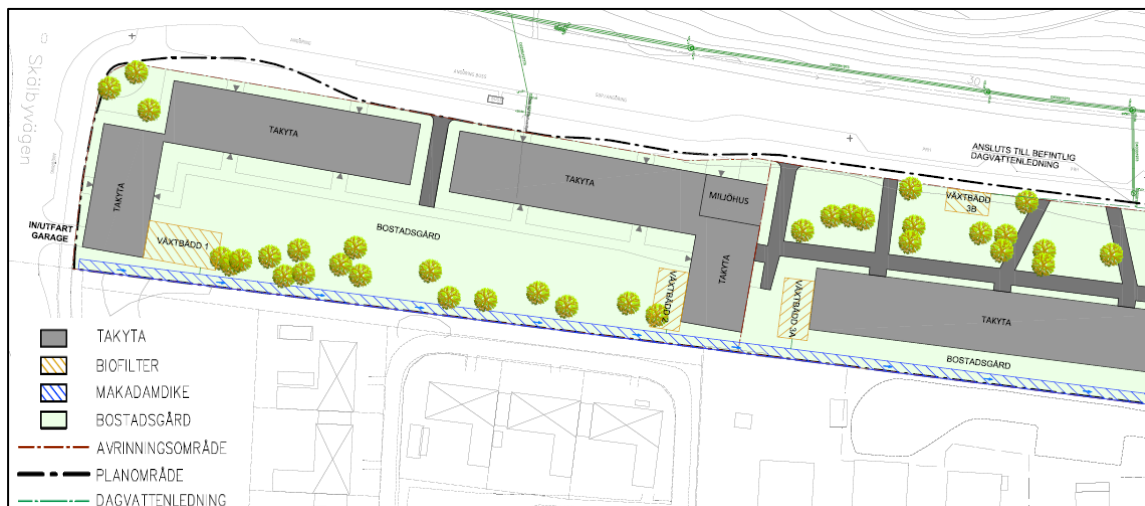 Skälbyvägen
30
ANSLUTS TILL BEFINTLIG
DAGVATTENLEDNING
TAKYTA
TAKYTA
TAKYTA
MILJÖHUS
VÄXTBÄDD
3B
IN/UTFART
GARAGE
VÄXTBÄDD 1
BOSTADSGÅRD
VÄXTBÄDD 2
TAKYTA
VÄXTBÄDD 3A
TAKYTA
BOSTADSGÅRD
TAKYTA
BIOFILTER
MAKADAMDIKE
BOSTADSGÅRD
AVRINNINGSOMRÅDE
PLANOMRÅDE
DAGVATTENLEDNING